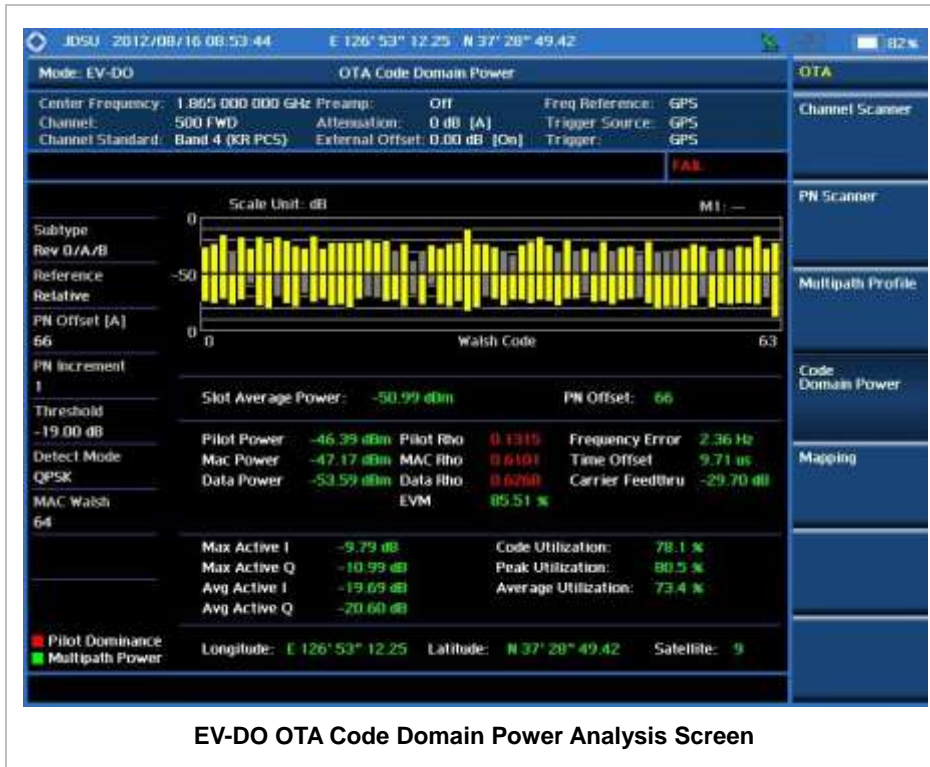 JDSU 2012/08/16 08:53:44 E 126° 53" 12.25 N 37° 28" 49.42 82%
Mode: EV-DO OTA Code Domain Power OTA
Center Frequency: 1.865 000 000 GHz Preamp: Off Freq Reference: GPS
Channel: 500 FWD Attenuation: 0 dB [A] Trigger Source: GPS
Channel Standard: Band 4 (KR PCS) External Offset: 0.00 dB [On] Trigger: GPS
FAIL
Channel Scanner
PN Scanner
Multipath Profile
Code
Domain Power
Mapping
Scale Unit: dB M1: --
0
-50
0
0 Walsh Code 63
Subtype
Rev 0/A/B
Reference
Relative
PN Offset [A]
66
PN Increment
1
Threshold
-19.00 dB
Detect Mode
QPSK
MAC Walsh
64
Slot Average Power: -50.99 dBm PN Offset: 66
Pilot Power -46.39 dBm Pilot Rho 0.1315 Frequency Error 2.36 Hz
Mac Power -47.17 dBm MAC Rho 0.6101 Time Offset 9.71 us
Data Power -53.59 dBm Data Rho 0.6260 Carrier Feedthru -29.70 dB
EVM 85.51 %
Max Active I -9.79 dB Code Utilization: 78.1 %
Max Active Q -10.99 dB Peak Utilization: 80.5 %
Avg Active I -19.69 dB Average Utilization: 73.4 %
Avg Active Q -20.60 dB
Pilot Dominance
Multipath Power
Longitude: E 126° 53" 12.25 Latitude: N 37° 28" 49.42 Satellite: 9
EV-DO OTA Code Domain Power Analysis Screen